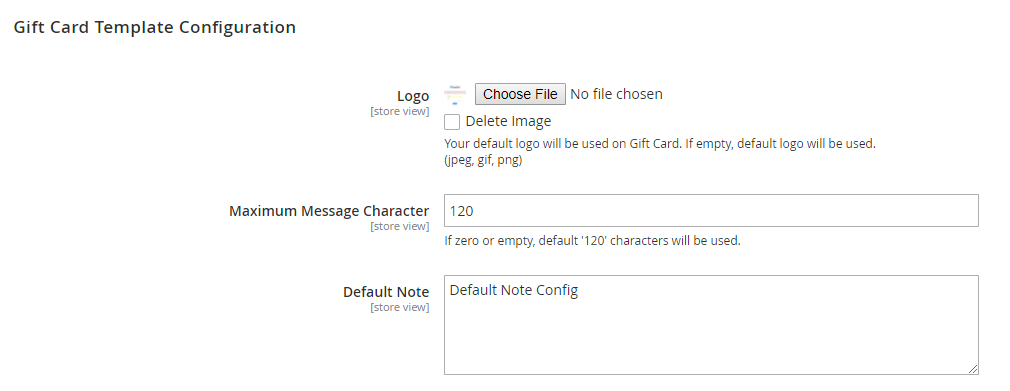 Gift Card Template Configuration
Logo
[store view]
Choose File No file chosen
Delete Image
Your default logo will be used on Gift Card. If empty, default logo will be used.
(jpeg, gif, png)
Maximum Message Character
[store view]
120
If zero or empty, default '120' characters will be used.
Default Note
[store view]
Default Note Config